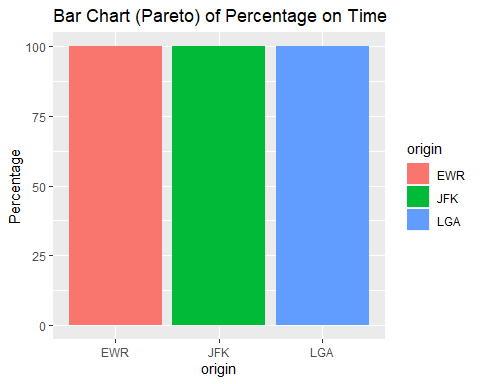 Bar Chart (Pareto) of Percentage on Time
100
75
50
25
0
Percentage
EWR
JFK
LGA
origin
origin
EWR
JFK
LGA